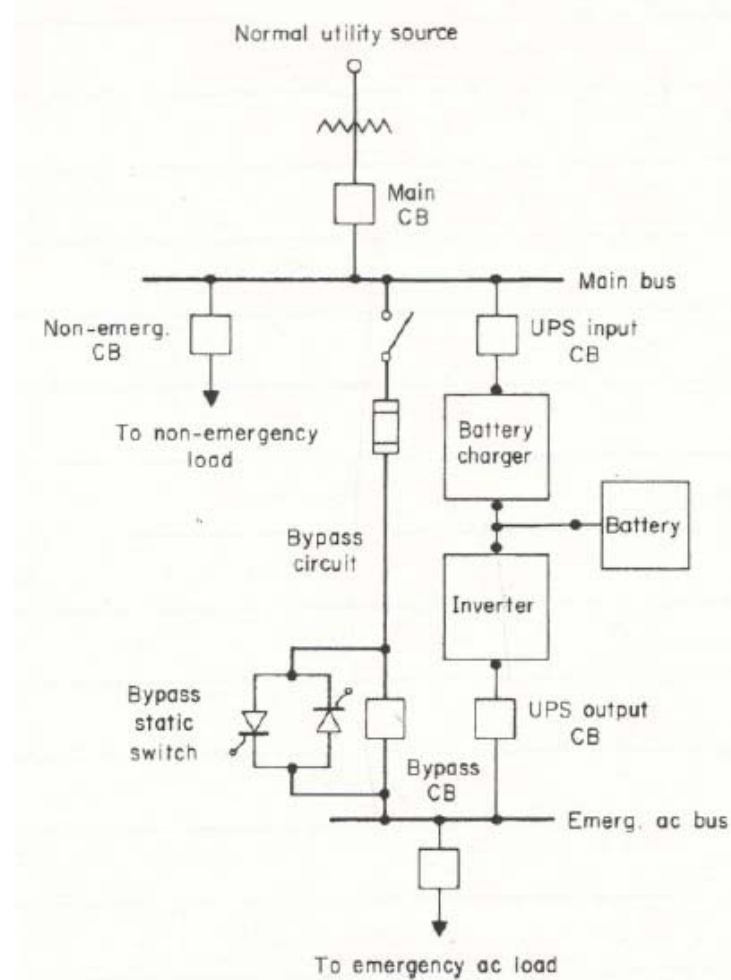 Normal utility source
Main
CB
Main bus
Non-emerg.
CB
UPS input
CB
To non-emergency
load
Battery
charger
Battery
Bypass
circuit
Inverter
Bypass
static
switch
UPS output
CB
Bypass
CB
Emerg. ac bus
To emergency ac load